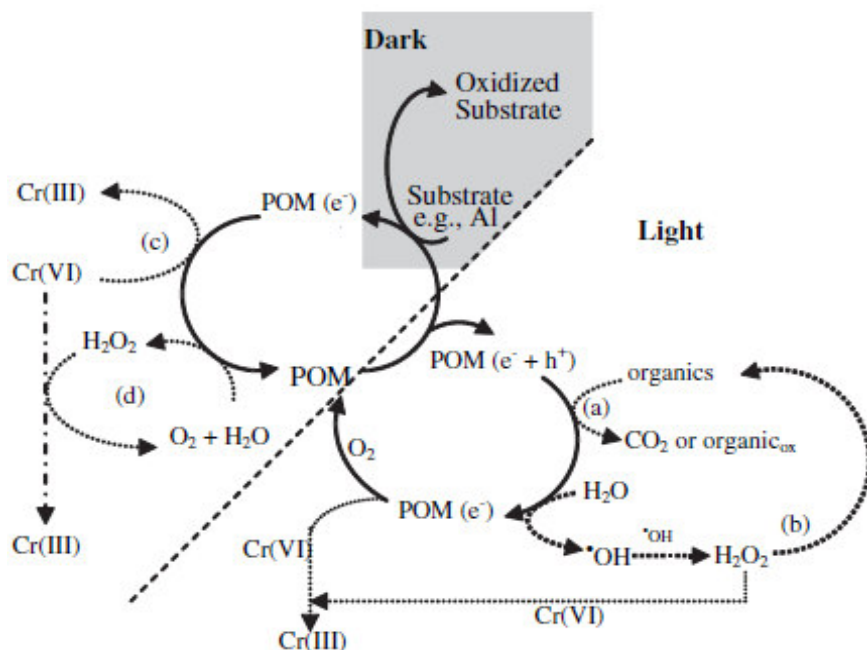 Dark
Oxidized
Substrate
Cr(III)
POM (e⁻)
Substrate
e.g., Al
Light
(c)
Cr(VI)
H₂O₂
POM
POM (e⁻ + h⁺)
organics
(d)
(a)
O₂ + H₂O
O₂
CO₂ or organicₒₓ
POM (e⁻)
H₂O
Cr(III)
Cr(VI)
•OH
•OH
H₂O₂
(b)
Cr(VI)
Cr(III)